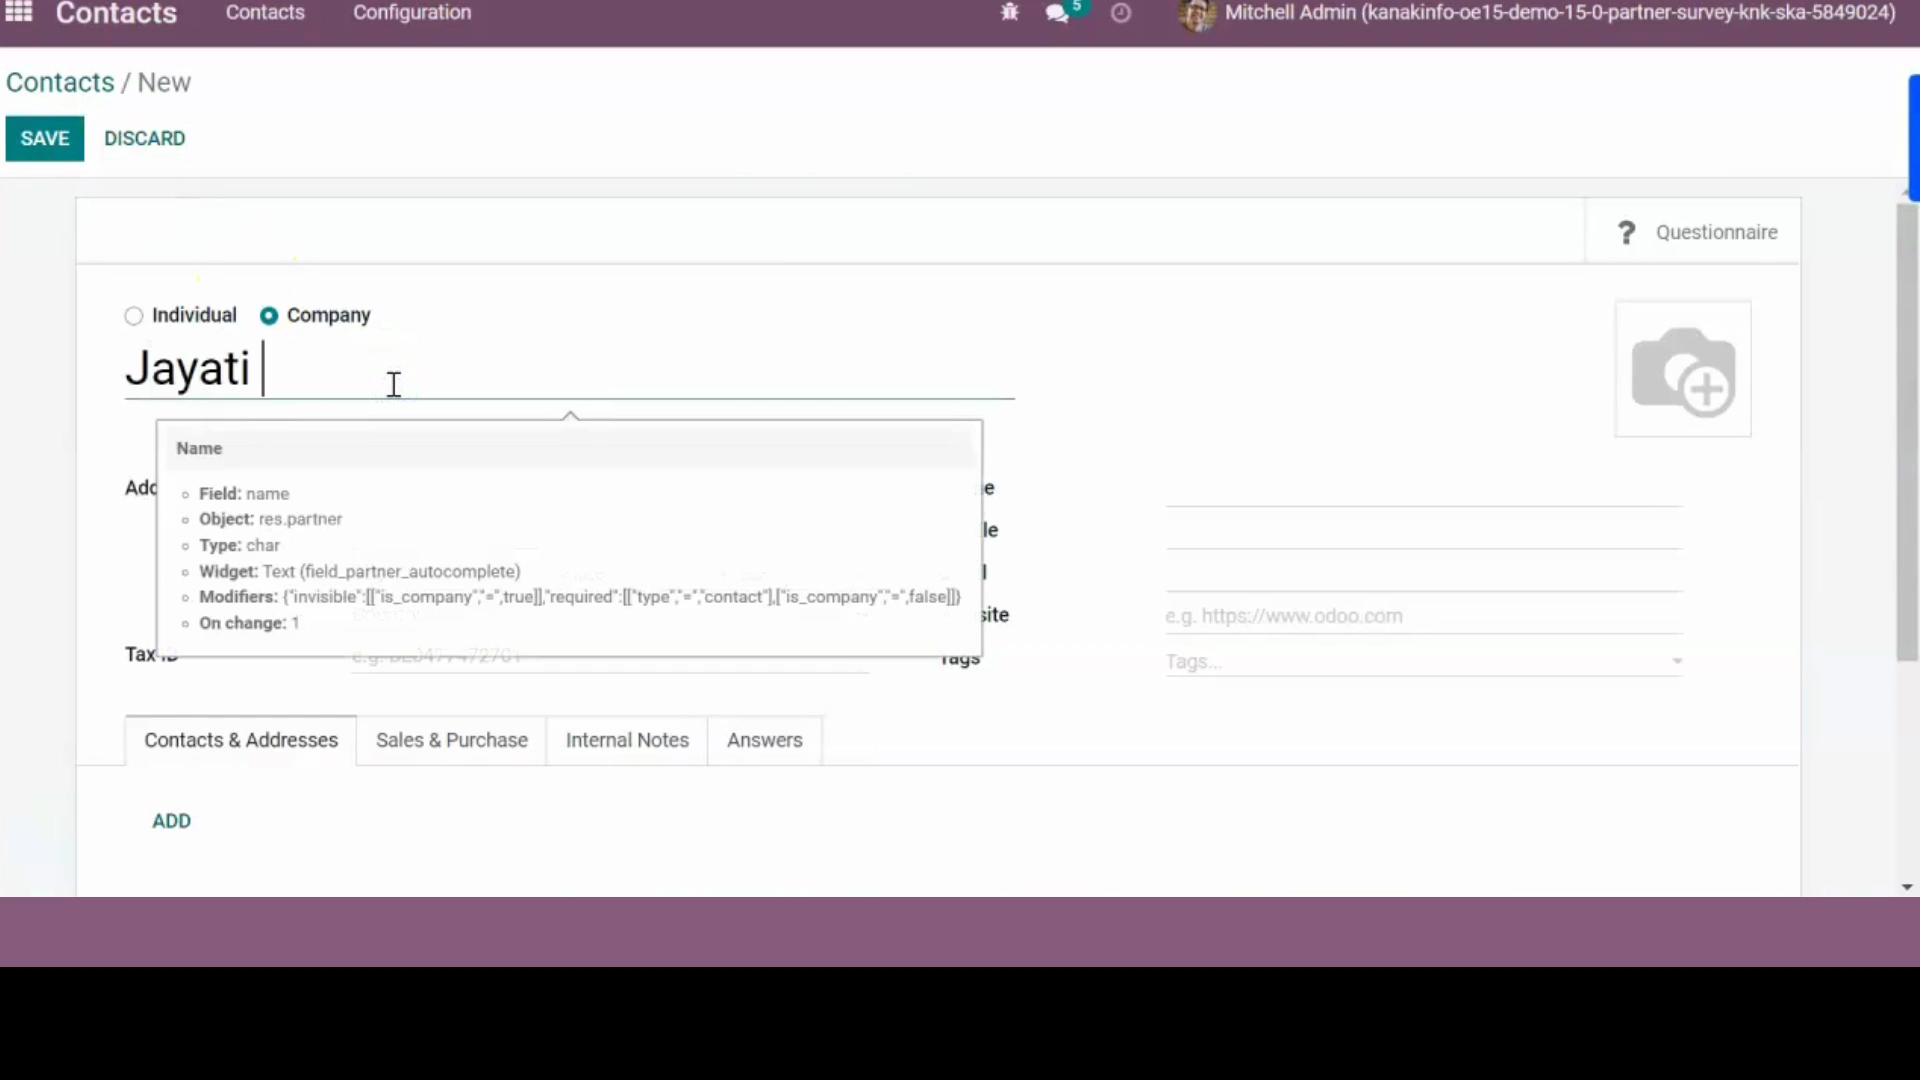 Contacts Contacts Configuration 5 Mitchell Admin (kanakinfo-oe15-demo-15-0-partner-survey-knk-ska-5849024)
Contacts / New
SAVE DISCARD
? Questionnaire
Individual Company
Jayati
Name
Field: name
Object: res.partner
Type: char
Widget: Text (field_partner_autocomplete)
Modifiers: {"invisible":[["is_company","=",true]],"required":[["type","=","contact"],["is_company","=",false]]}
On change: 1
e.g. https://www.odoo.com
Tax ID
Tags Tags...
Contacts & Addresses Sales & Purchase Internal Notes Answers
ADD